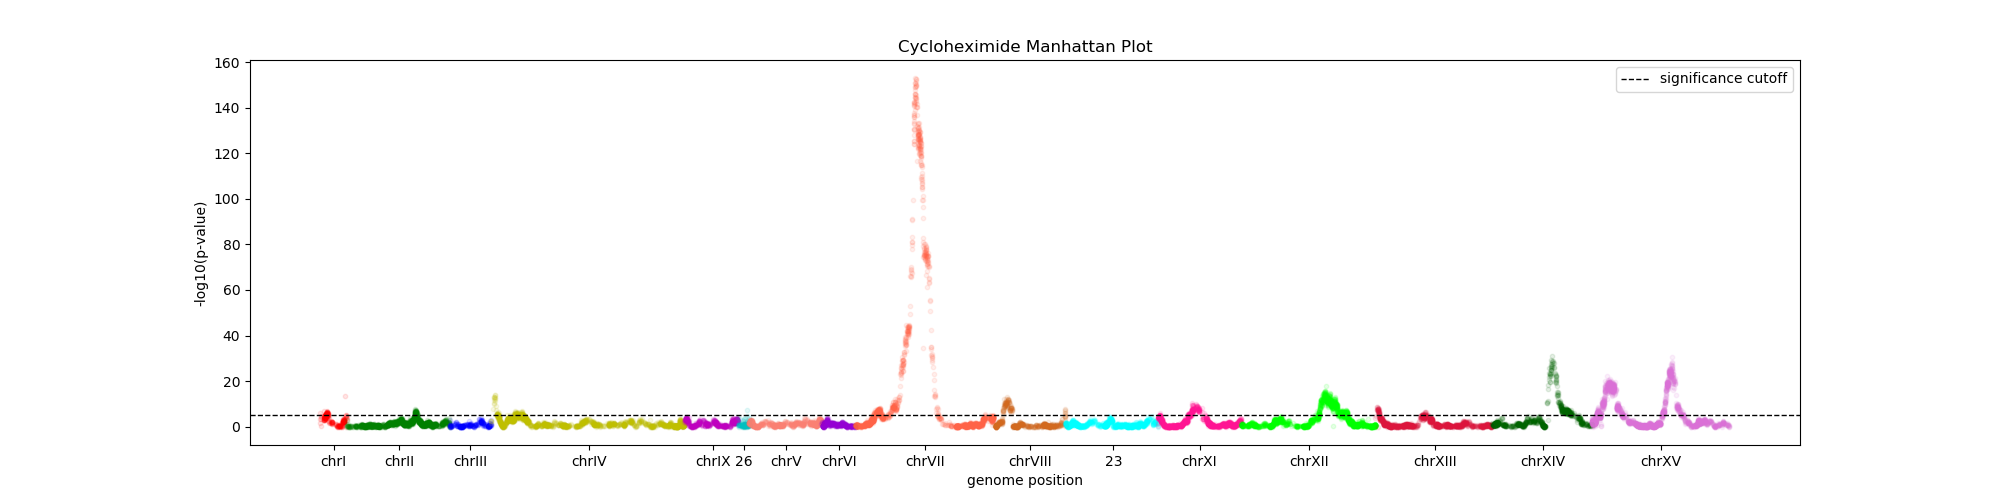 Cycloheximide Manhattan Plot
160
140
120
100
80
60
40
20
0
-log10(p-value)
significance cutoff
chrI chrII chrIII chrIV chrIX 26 chrV chrVI chrVII chrVIII 23 chrXI chrXII chrXIII chrXIV chrXV
genome position